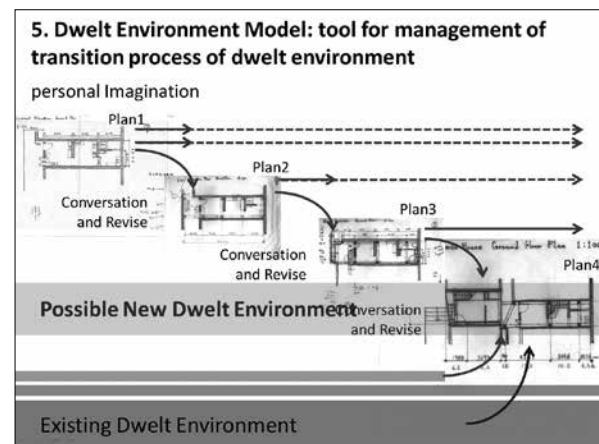 5. Dwelt Environment Model: tool for management of
transition process of dwelt environment
personal Imagination
Plan1
Plan2
Conversation
and Revise
Plan3
Conversation
and Revise
Ground Floor Plan 1:100
Plan4
Possible New Dwelt Environment
Conversation
and Revise
Existing Dwelt Environment